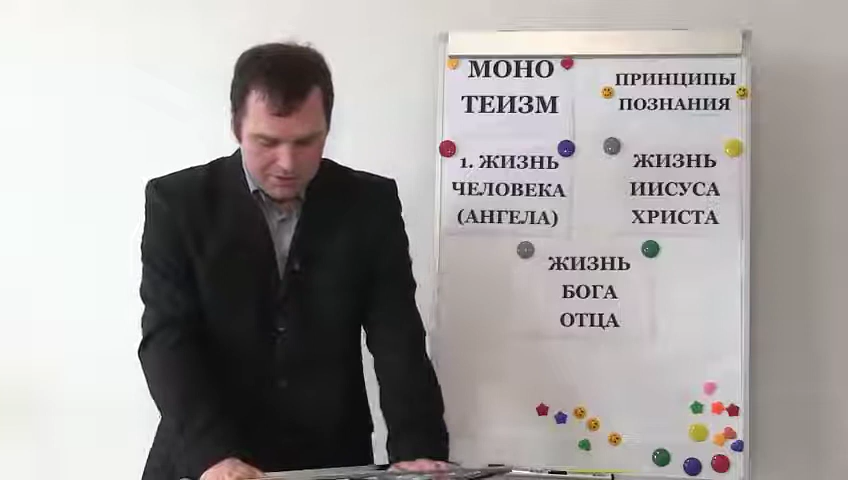 МОНО
ТЕИЗМ
ПРИНЦИПЫ
ПОЗНАНИЯ
1. ЖИЗНЬ
ЧЕЛОВЕКА
(АНГЕЛА)
ЖИЗНЬ
ИИСУСА
ХРИСТА
ЖИЗНЬ
БОГА
ОТЦА